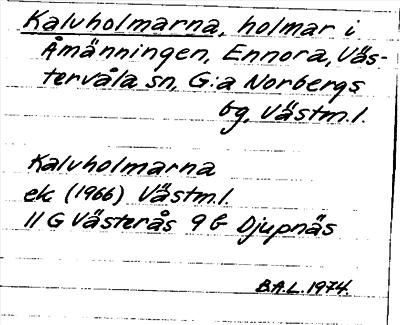 Kalvholmarna, holmar i
Åmänningen, Ennora, Väs-
tervåla sn, G:a Norbergs
bg, Västm.l.
Kalvholmarna
ek (1966) Västm.l.
11 G Västerås 9 b Djupnäs
B.A.L. 1974.